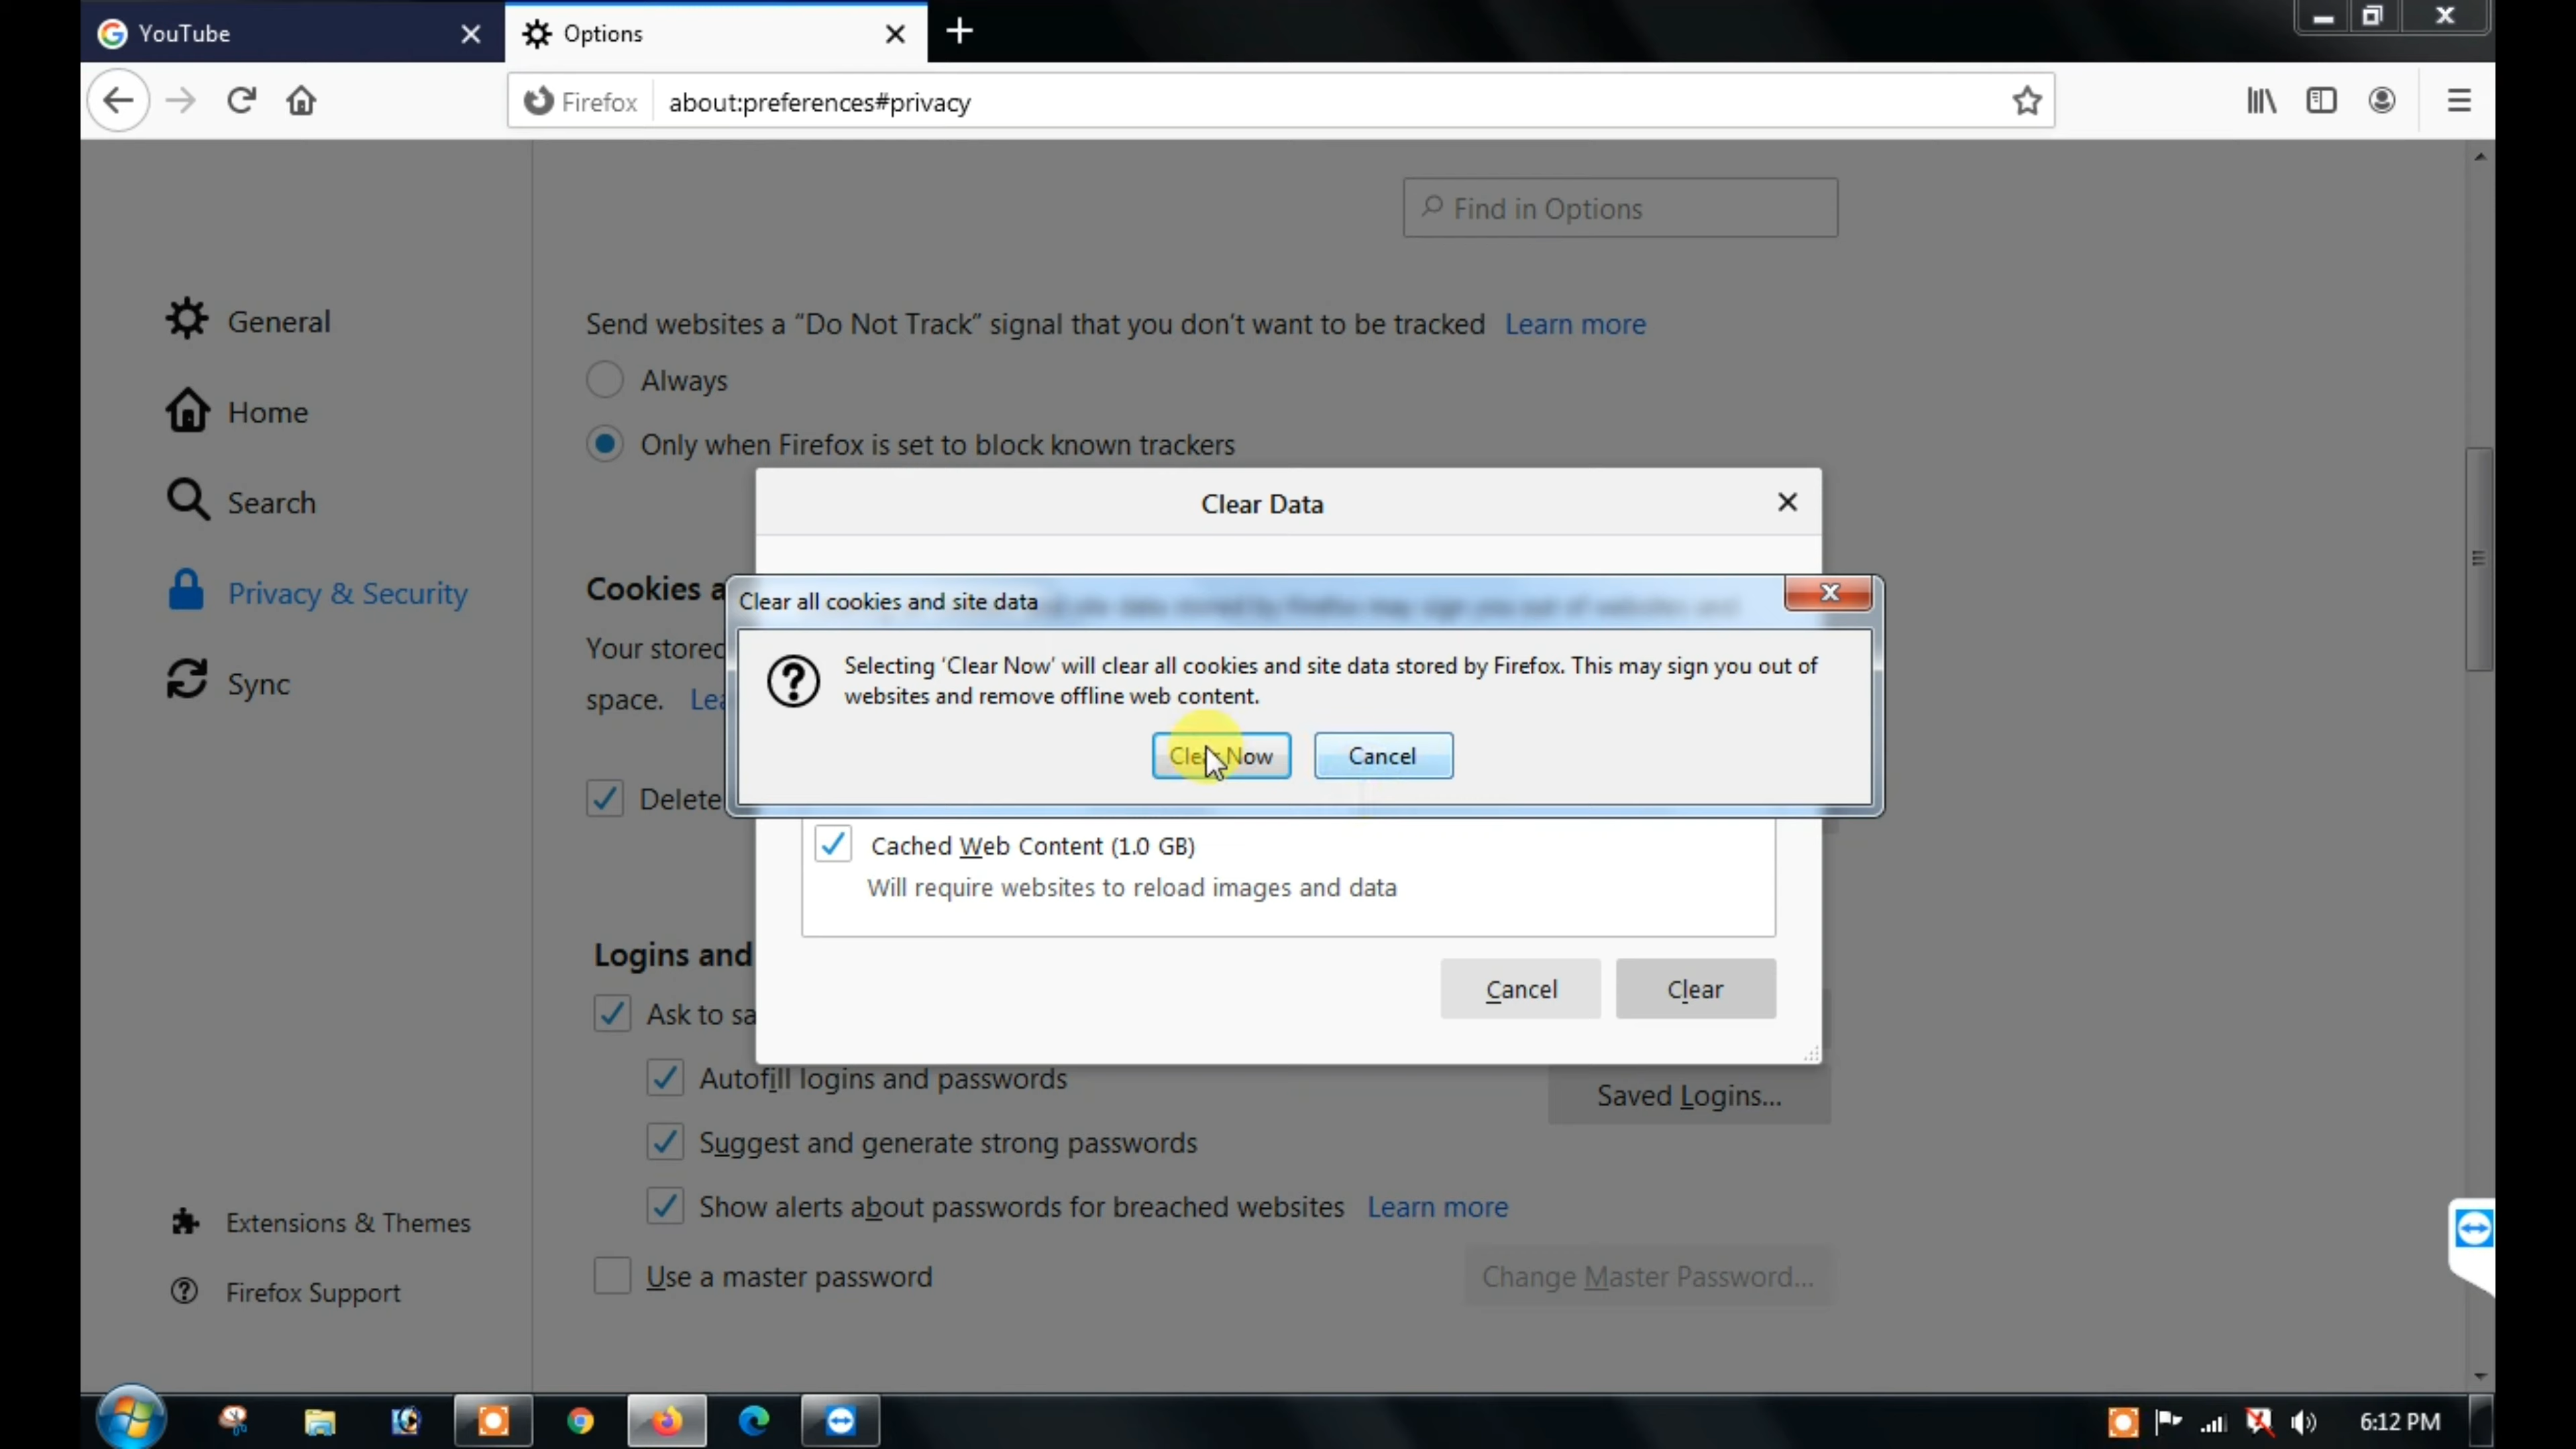 YouTube
Options
Firefox
about:preferences#privacy
Find in Options
General
Home
Search
Privacy & Security
Sync
Extensions & Themes
Firefox Support
Send websites a “Do Not Track” signal that you don’t want to be tracked Learn more
Always
Only when Firefox is set to block known trackers
Cookies a
Your stored
space. Lea
Delete
Clear Data
Clear all cookies and site data
Selecting ‘Clear Now’ will clear all cookies and site data stored by Firefox. This may sign you out of
websites and remove offline web content.
Clear Now
Cancel
Cached Web Content (1.0 GB)
Will require websites to reload images and data
Cancel
Clear
Logins and
Ask to sa
Autofill logins and passwords
Saved Logins...
Suggest and generate strong passwords
Show alerts about passwords for breached websites Learn more
Use a master password
Change Master Password...
6:12 PM